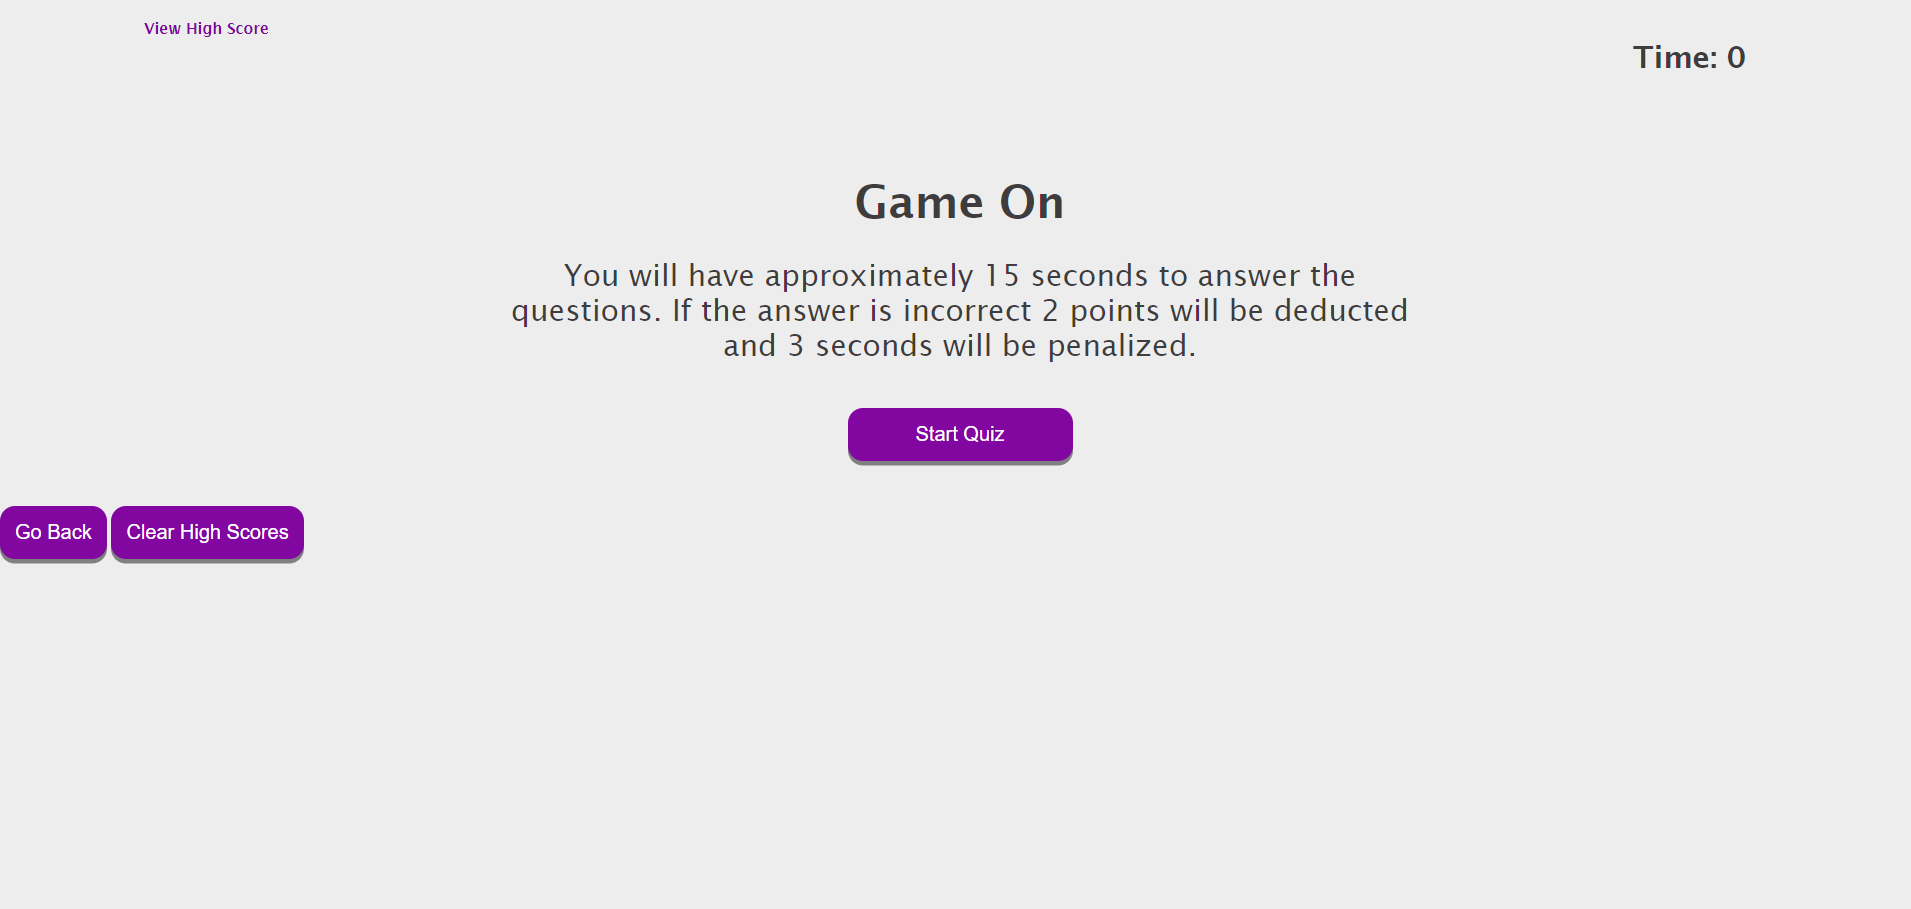 View High Score
Time: 0
Game On
You will have approximately 15 seconds to answer the
questions. If the answer is incorrect 2 points will be deducted
and 3 seconds will be penalized.
Start Quiz
Go Back Clear High Scores